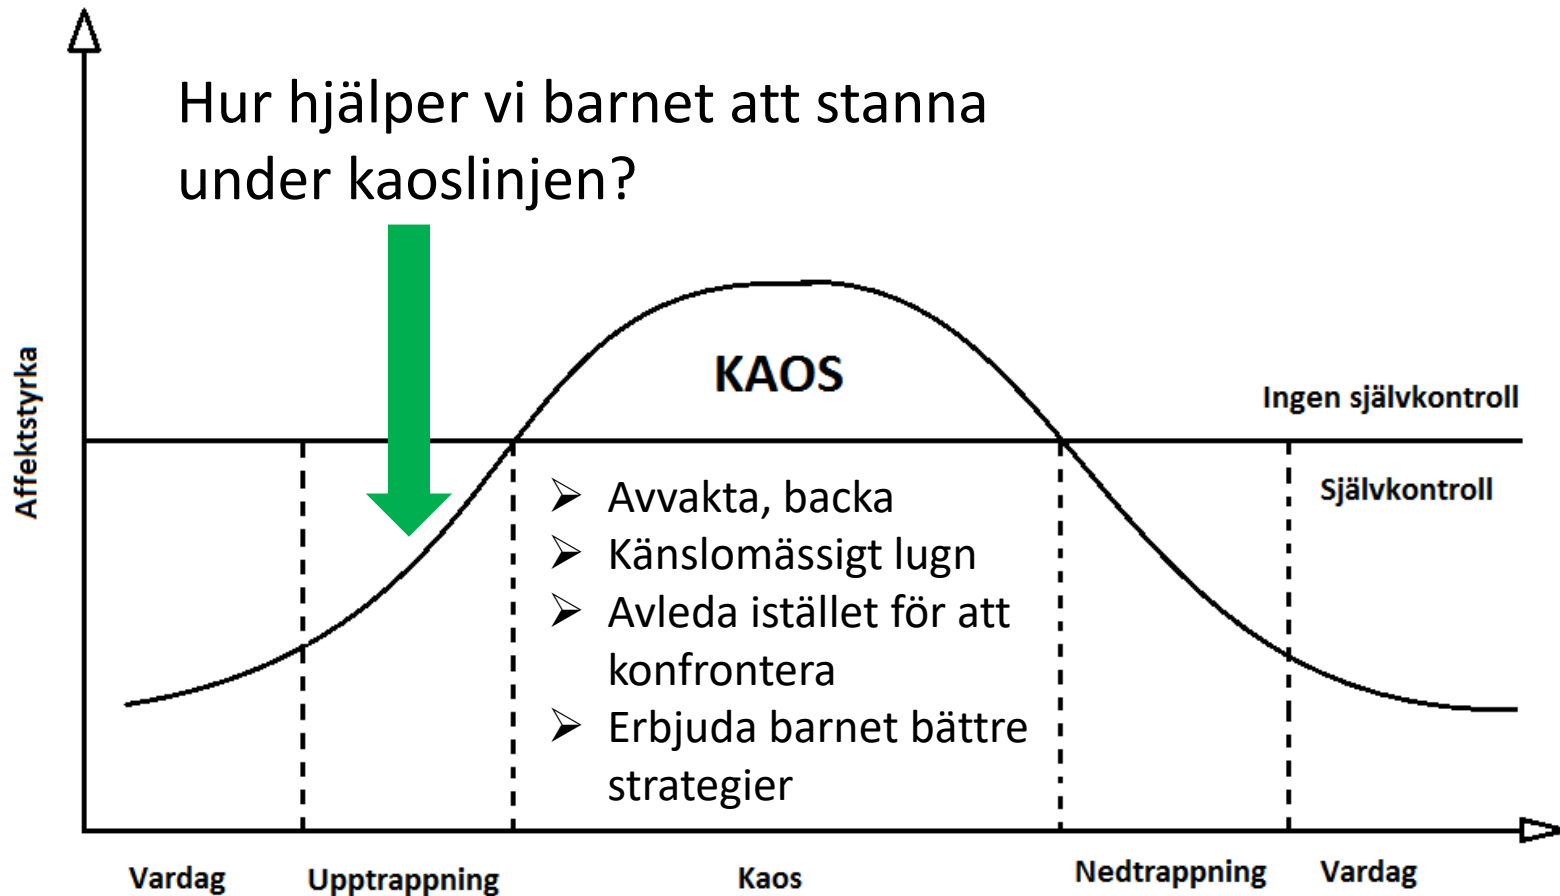 Hur hjälper vi barnet att stanna
under kaoslinjen?
Affektstyrka
KAOS
Ingen självkontroll
Självkontroll
➢ Avvakta, backa
➢ Känslomässigt lugn
➢ Avleda istället för att
konfrontera
➢ Erbjuda barnet bättre
strategier
Vardag
Upptrappning
Kaos
Nedtrappning
Vardag